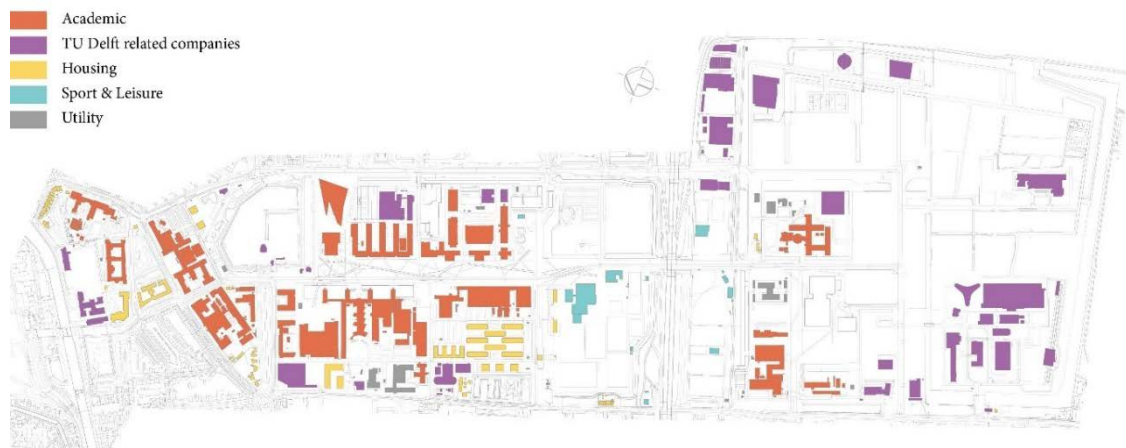 Academic
TU Delft related companies
Housing
Sport & Leisure
Utility